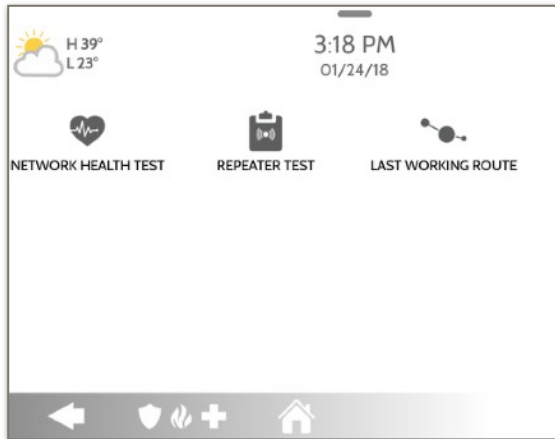 H 39°
L 23°
3:18 PM
01/24/18
NETWORK HEALTH TEST
REPEATER TEST
LAST WORKING ROUTE